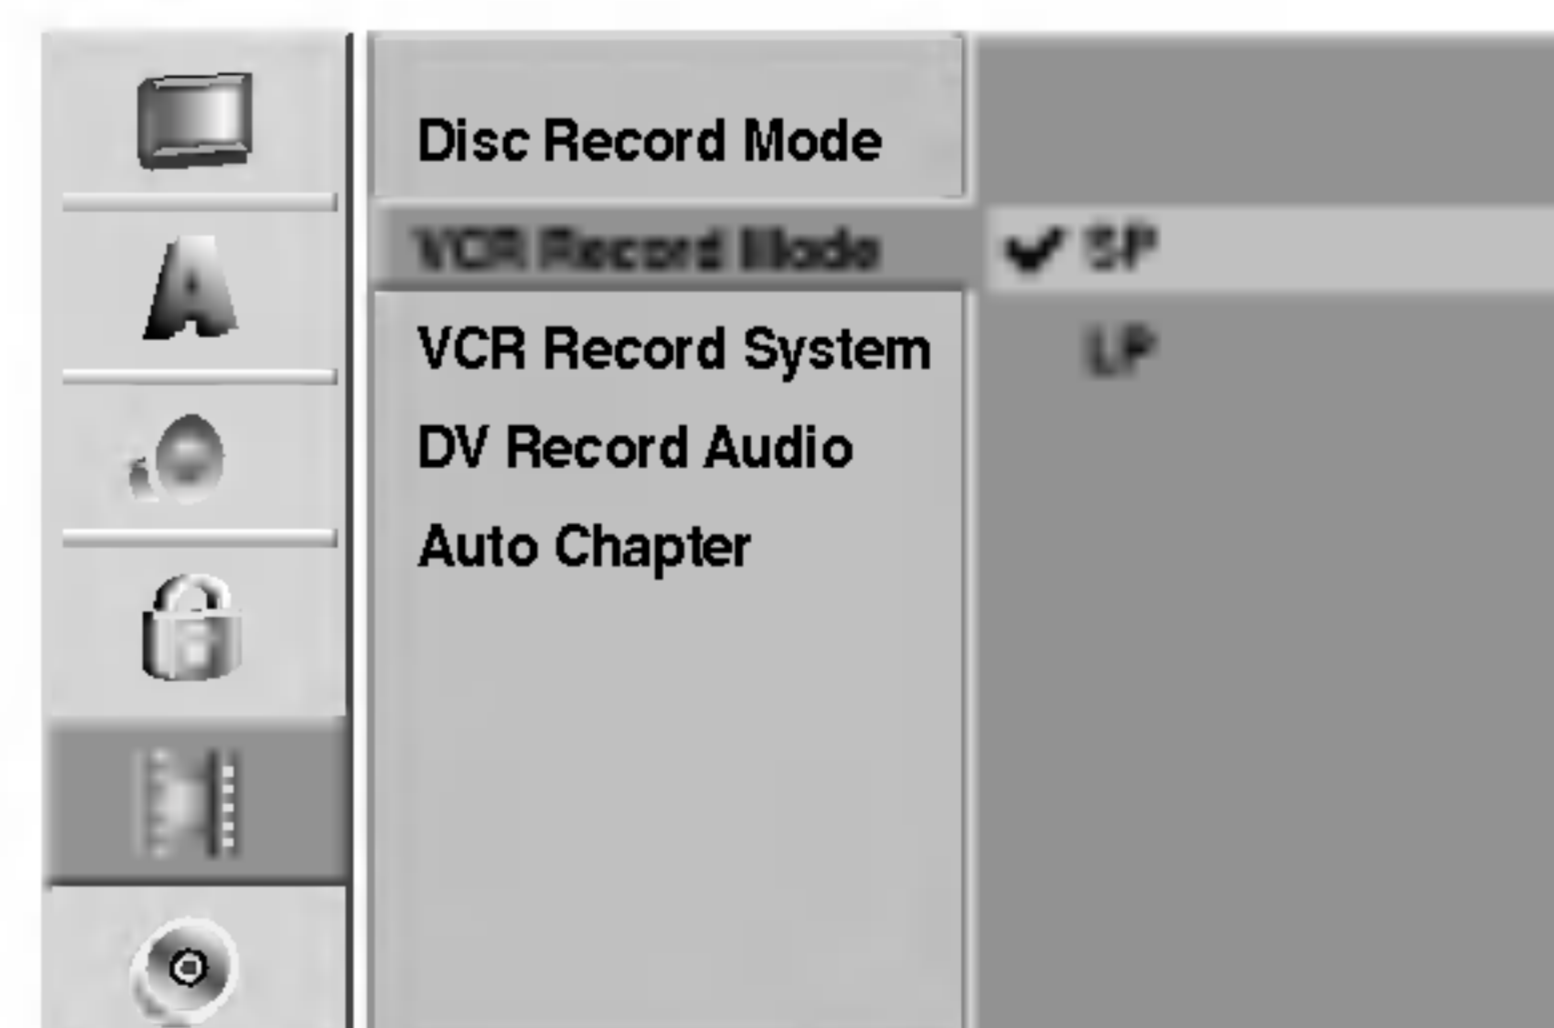 Disc Record Mode
VCR Record Mode
SP
VCR Record System
LP
DV Record Audio
Auto Chapter